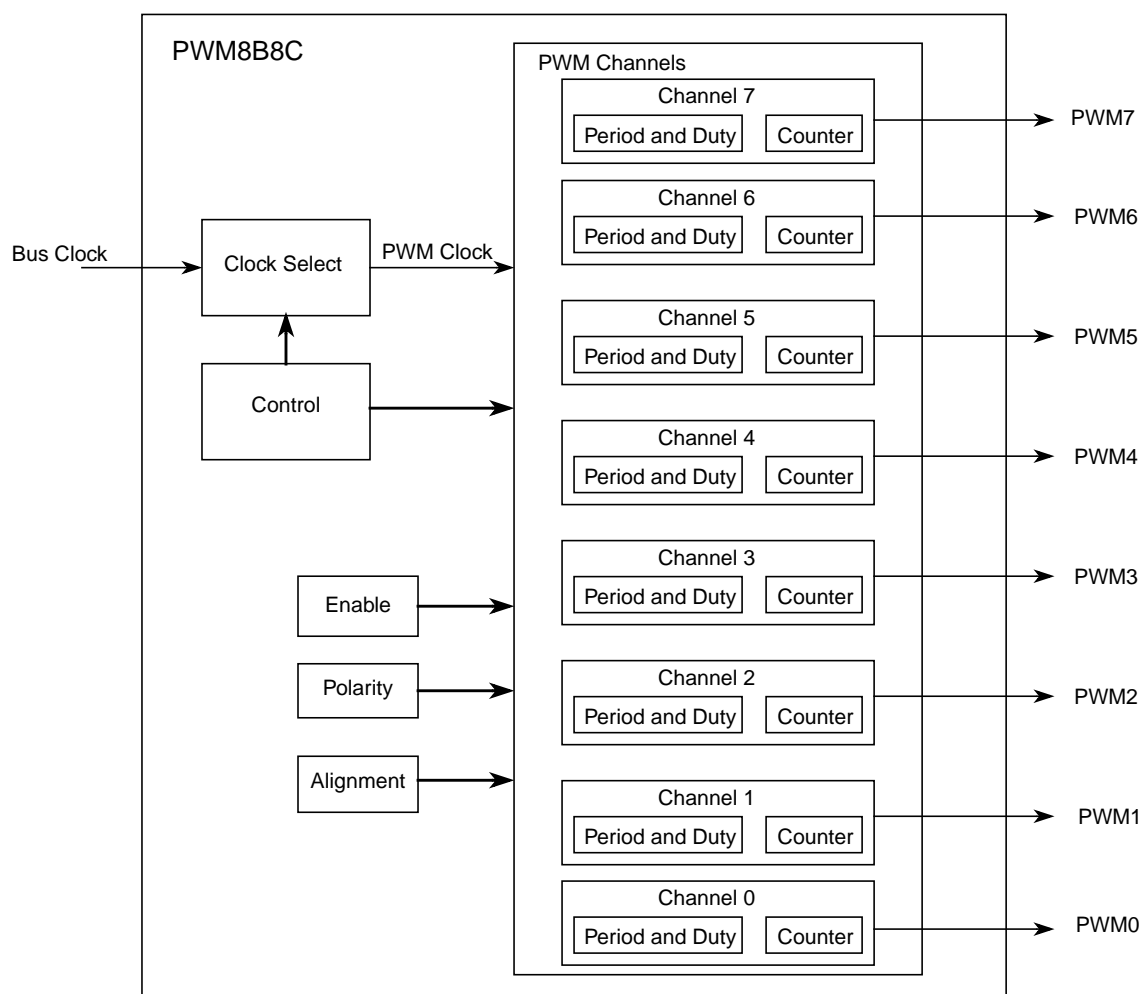 PWM8B8C
PWM Channels
Channel 7
Period and Duty
Counter
PWM7
Channel 6
Period and Duty
Counter
PWM6
Bus Clock
Clock Select
PWM Clock
Channel 5
Period and Duty
Counter
PWM5
Control
Channel 4
Period and Duty
Counter
PWM4
Channel 3
Period and Duty
Counter
PWM3
Enable
Polarity
Channel 2
Period and Duty
Counter
PWM2
Alignment
Channel 1
Period and Duty
Counter
PWM1
Channel 0
Period and Duty
Counter
PWM0